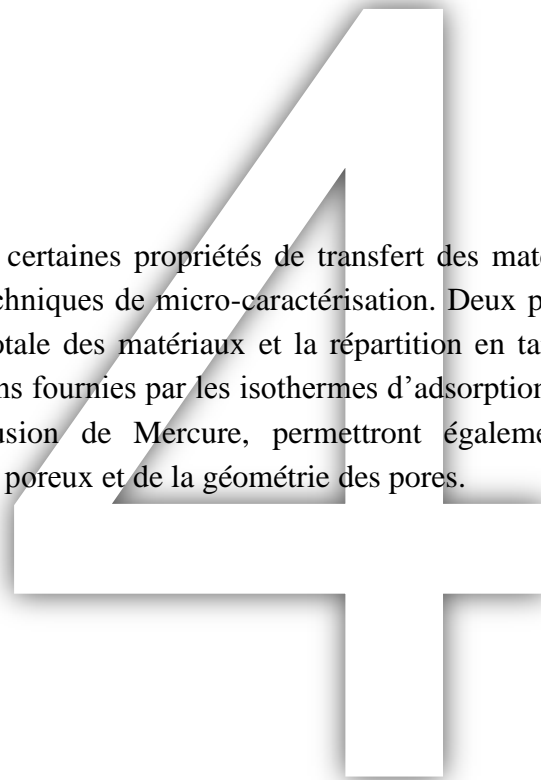 4
certaines propriétés de transfert des mat
chniques de micro-caractérisation. Deux p
otale des matériaux et la répartition en ta
ns fournies par les isothermes d’adsorption
usion de Mercure, permettront égaleme
poreux et de la géométrie des pores.